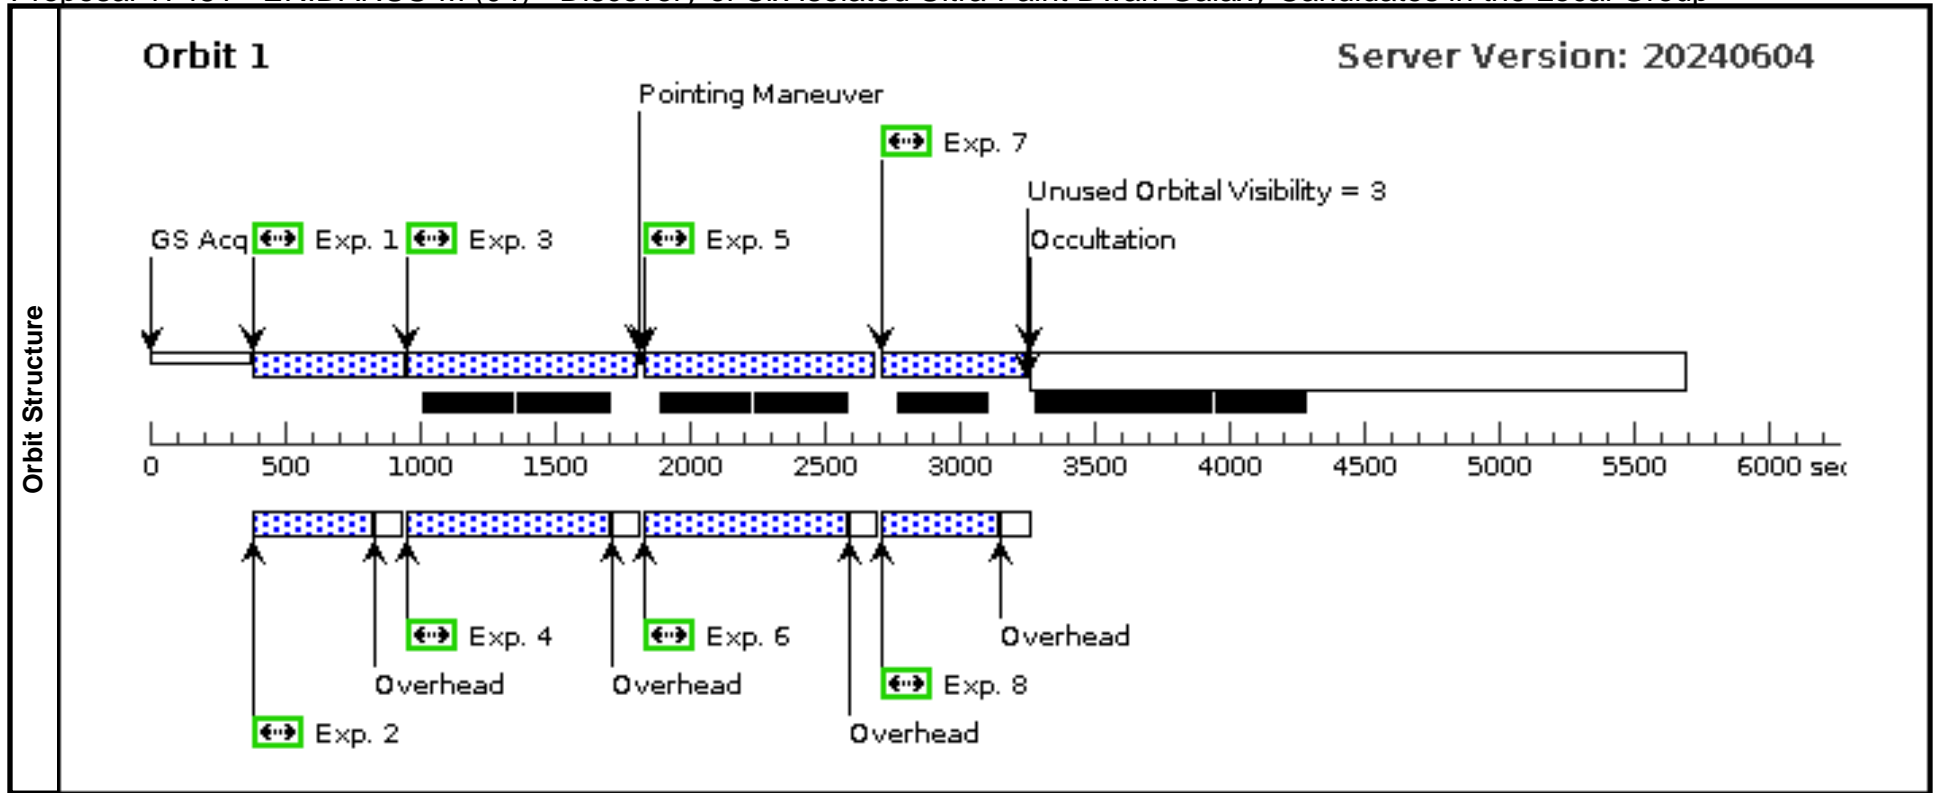 Orbit 1
Server Version: 20240604
Pointing Maneuver
Exp. 7
Unused Orbital Visibility = 3
GS Acq
Exp. 1
Exp. 3
Exp. 5
Occultation
Orbit Structure
0 500 1000 1500 2000 2500 3000 3500 4000 4500 5000 5500 6000
Exp. 4
Exp. 6
Overhead
Overhead
Overhead
Exp. 8
Exp. 2
Overhead